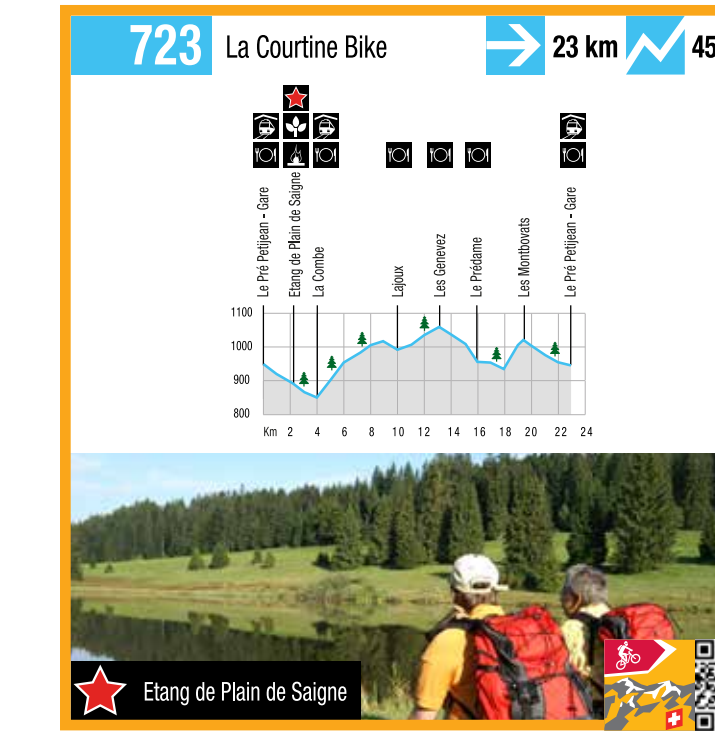 723 La Courtine Bike 23 km 45
Le Pré Petijean - Gare
Etang de Plain de Saigne
La Combe
Lajoux
Les Genevez
Le Prédame
Les Montbovats
Le Pré Petijean - Gare
1100
1000
900
800
Km 2 4 6 8 10 12 14 16 18 20 22 24
Etang de Plain de Saigne